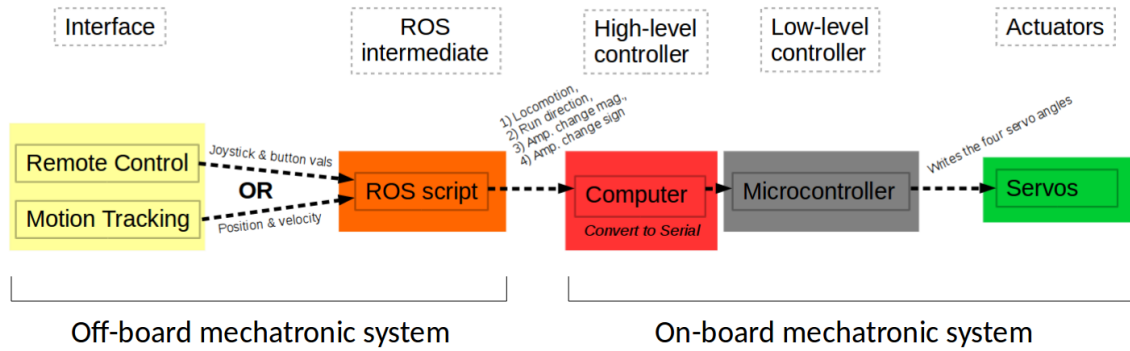 Interface
ROS
intermediate
High-level
controller
Low-level
controller
Actuators
1) Locomotion,
2) Run direction,
3) Amp. change mag.,
4) Amp. change sign
Writes the four servo angles
Remote Control
Joystick & button vals
OR
Motion Tracking
Position & velocity
ROS script
Computer
Convert to Serial
Microcontroller
Servos
Off-board mechatronic system
On-board mechatronic system